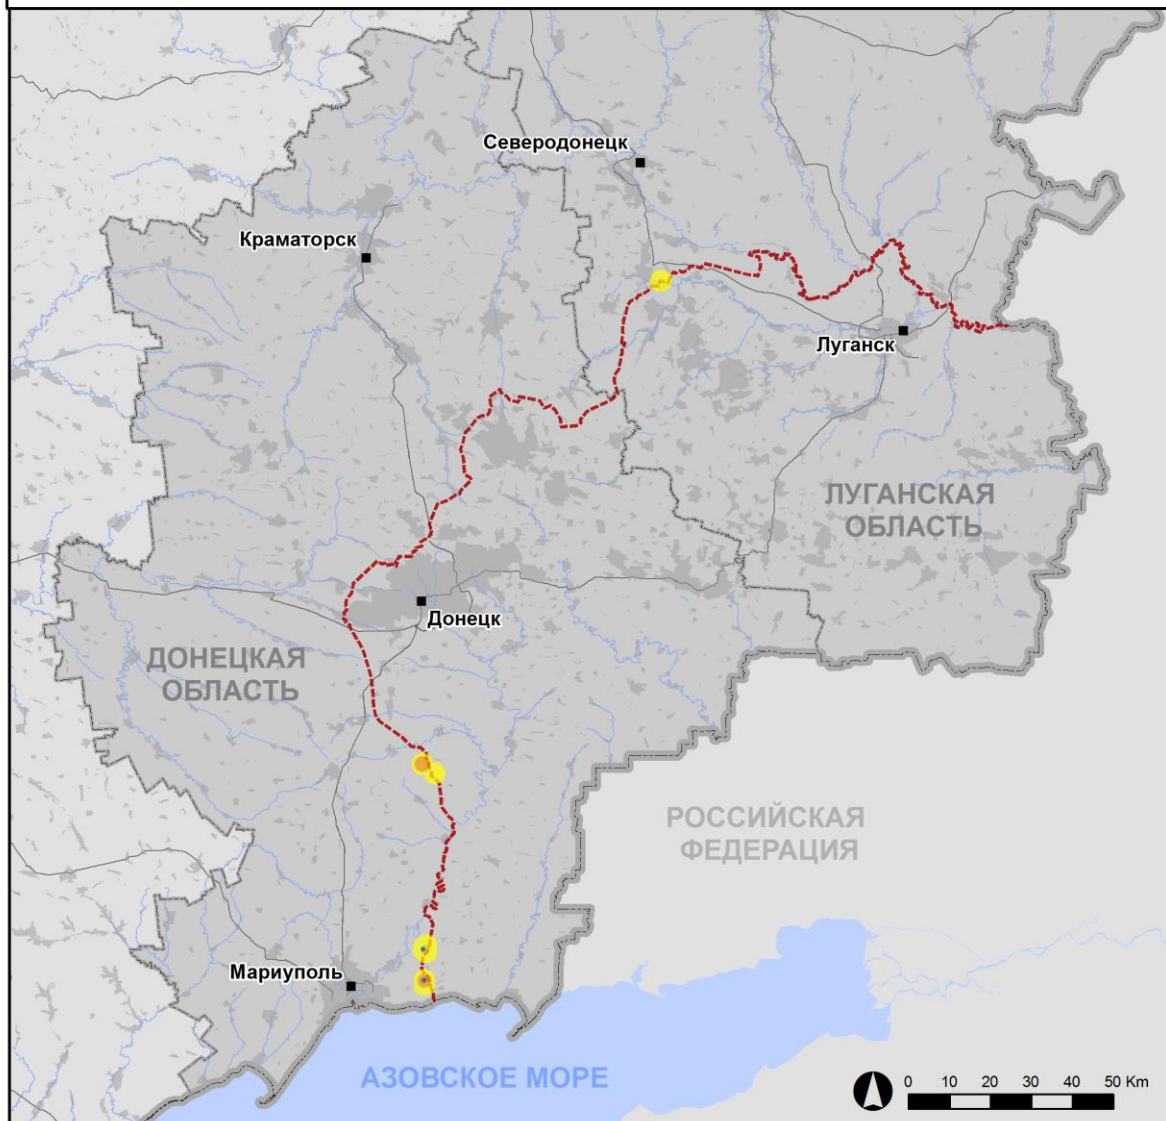 Северодонецк
Краматорск
Луганск
ЛУГАНСКАЯ
ОБЛАСТЬ
Донецк
ДОНЕЦКАЯ
ОБЛАСТЬ
РОССИЙСКАЯ
ФЕДЕРАЦИЯ
Мариуполь
АЗОВСКОЕ МОРЕ
0 10 20 30 40 50 Km